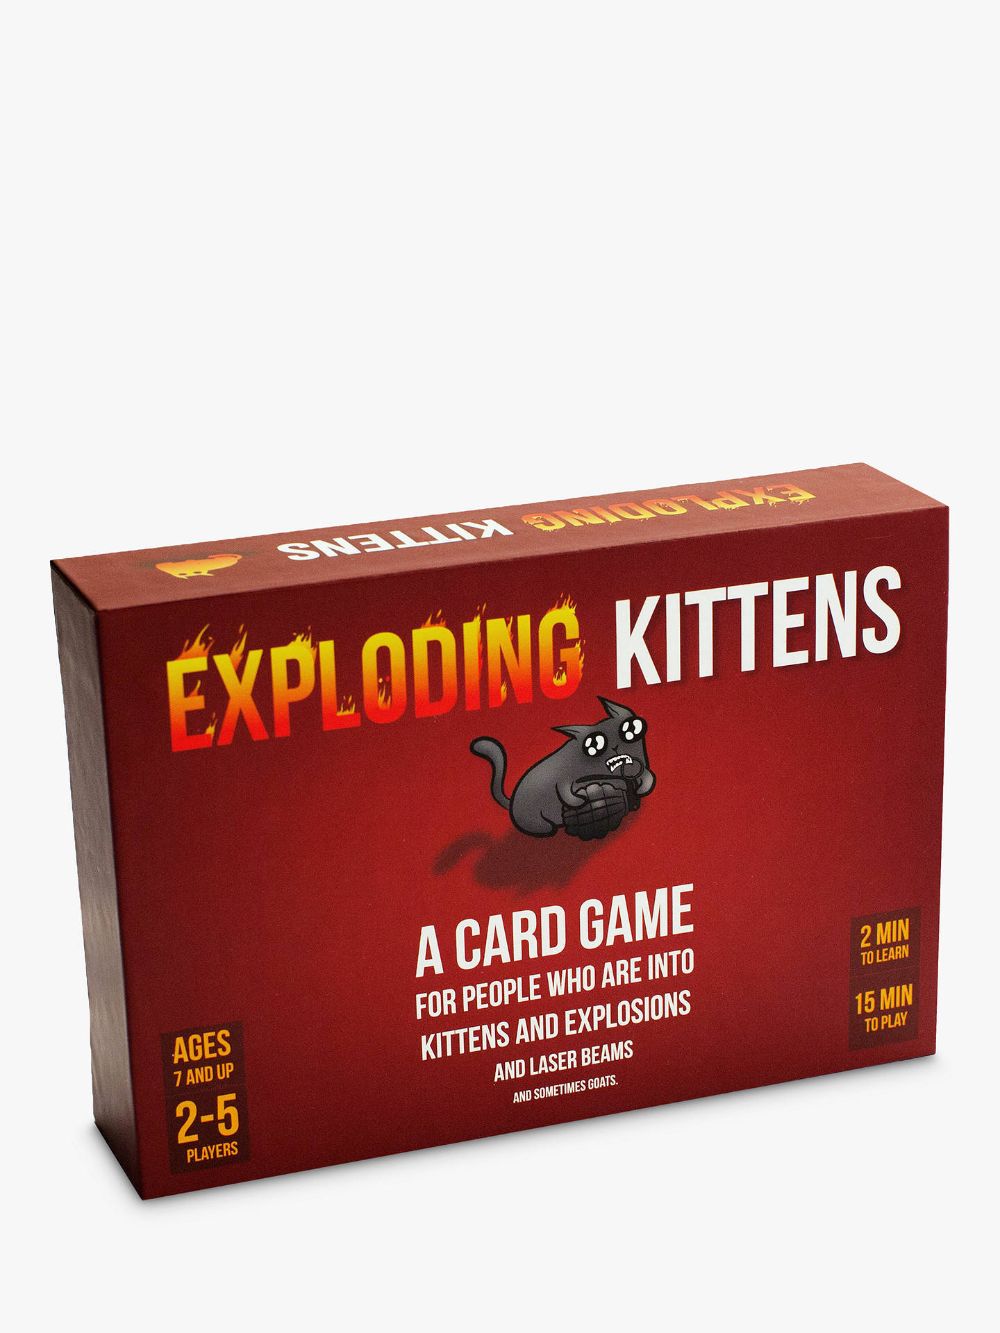 EXPLODING KITTENS
EXPLODING KITTENS
A CARD GAME
FOR PEOPLE WHO ARE INTO
KITTENS AND EXPLOSIONS
AND LASER BEAMS
AND SOMETIMES GOATS.
AGES
7 AND UP
2-5
PLAYERS
2 MIN
TO LEARN
15 MIN
TO PLAY